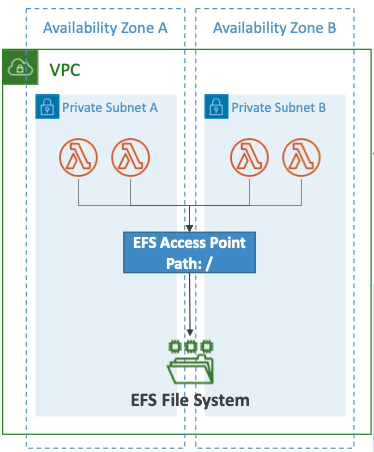 Availability Zone A
Availability Zone B
VPC
Private Subnet A
Private Subnet B
EFS Access Point
Path: /
EFS File System